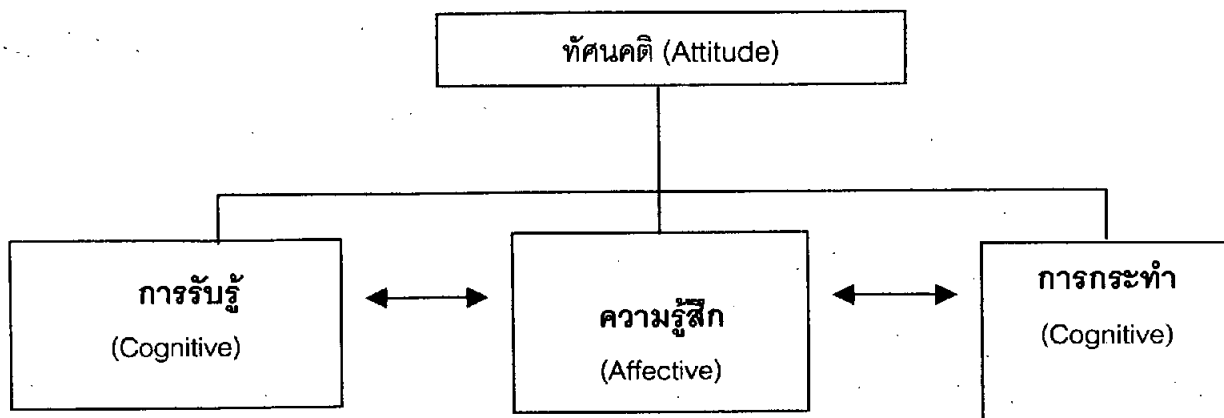 ทัศนคติ (Attitude)
การรับรู้
(Cognitive)
ความรู้สึก
(Affective)
การกระทำ
(Cognitive)